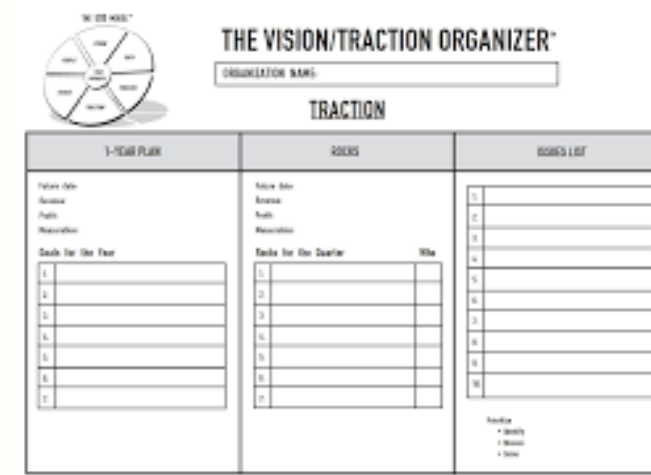 THE EOS MODEL™
THE VISION/TRACTION ORGANIZER™
ORGANIZATION NAME:
TRACTION
1-YEAR PLAN
Future date:
Revenue:
Profit:
Measurables:
Goals for the Year
1.
2.
3.
4.
5.
6.
7.
ROCKS
Future date:
Revenue:
Profit:
Measurables:
Rocks for the Quarter Who
1.
2.
3.
4.
5.
6.
7.
ISSUES LIST
1.
2.
3.
4.
5.
6.
7.
8.
9.
10.
Prioritize
• Identify
• Discuss
• Solve